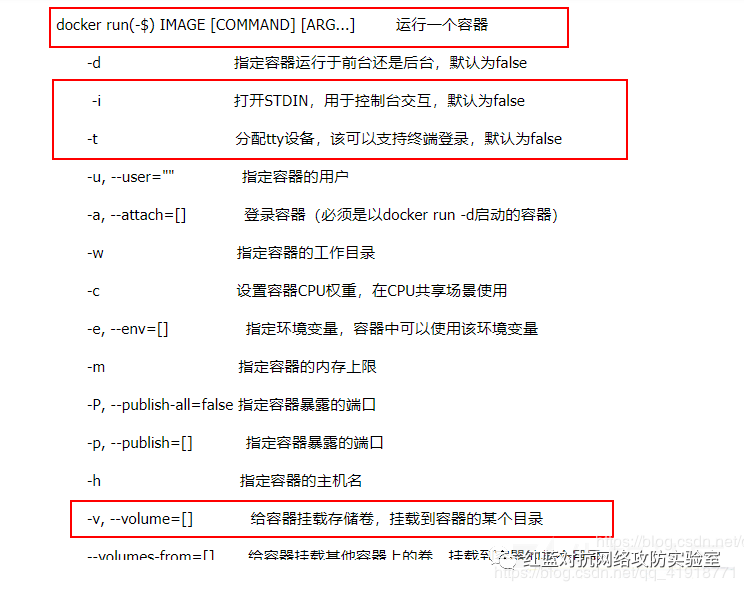 docker run(-$) IMAGE [COMMAND] [ARG...] 运行一个容器
-d 指定容器运行于前台还是后台，默认为false
-i 打开STDIN，用于控制台交互，默认为false
-t 分配tty设备，该可以支持终端登录，默认为false
-u, --user="" 指定容器的用户
-a, --attach=[] 登录容器（必须是以docker run -d启动的容器）
-w 指定容器的工作目录
-c 设置容器CPU权重，在CPU共享场景使用
-e, --env=[] 指定环境变量，容器中可以使用该环境变量
-m 指定容器的内存上限
-P, --publish-all=false 指定容器暴露的端口
-p, --publish=[] 指定容器暴露的端口
-h 指定容器的主机名
-v, --volume=[] 给容器挂载存储卷，挂载到容器的某个目录
https://blog.csdn.net/
--volumes-from=[] 给容器挂载其他容器上的卷，挂载到容器的某个目录
红蓝对抗网络攻防实验室
https://blog.csdn.net/qq_41918771